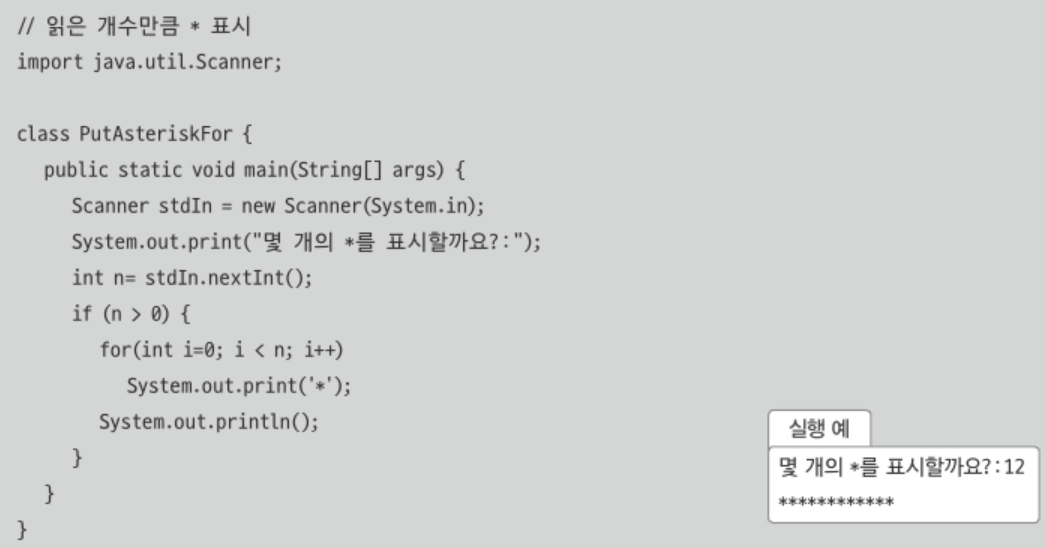 // 읽은 개수만큼 * 표시
import java.util.Scanner;
class PutAsteriskFor {
public static void main(String[] args) {
Scanner stdIn = new Scanner(System.in);
System.out.print("몇 개의 *를 표시할까요?:");
int n= stdIn.nextInt();
if (n > 0) {
for(int i=0; i < n; i++)
System.out.print('*');
System.out.println();
}
}
}
실행 예
몇 개의 *를 표시할까요?:12
************